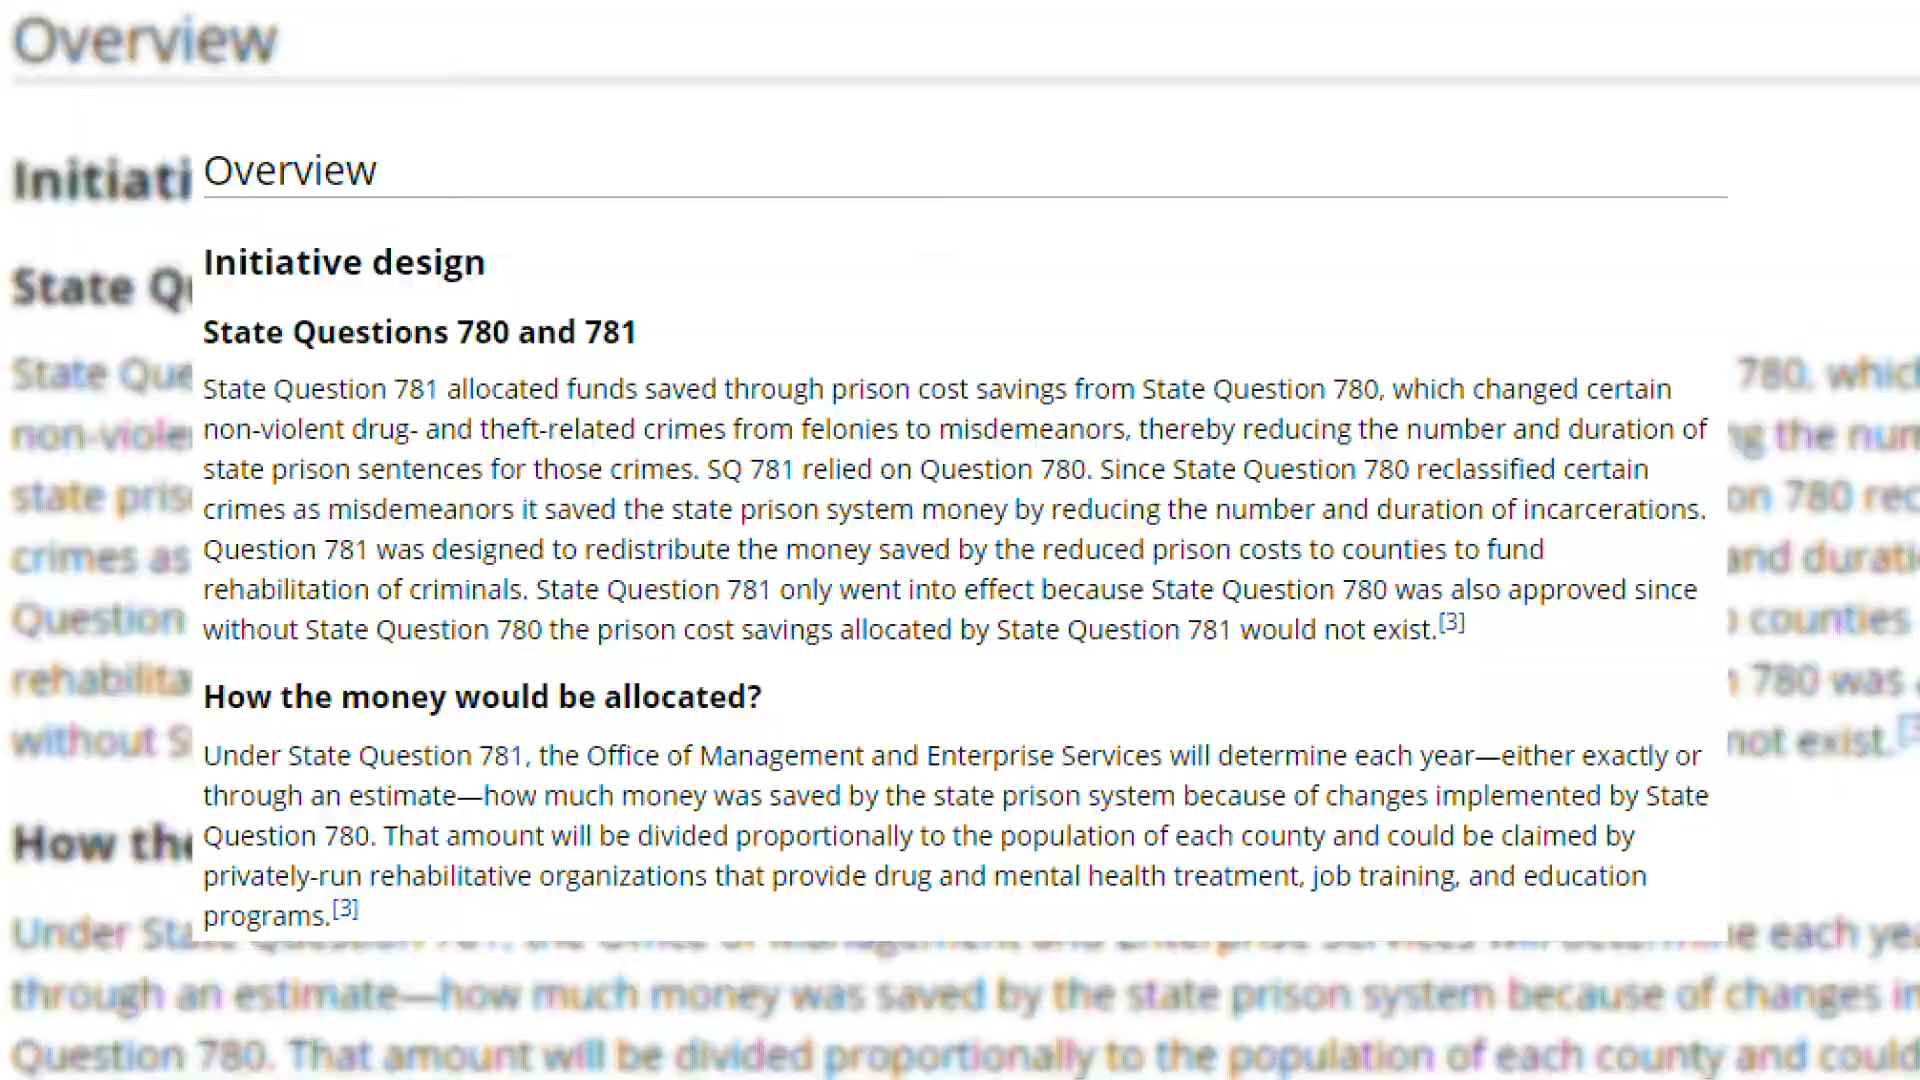 Overview
Initiative design
State Questions 780 and 781
State Question 781 allocated funds saved through prison cost savings from State Question 780, which changed certain
non-violent drug- and theft-related crimes from felonies to misdemeanors, thereby reducing the number and duration of
state prison sentences for those crimes. SQ 781 relied on Question 780. Since State Question 780 reclassified certain
crimes as misdemeanors it saved the state prison system money by reducing the number and duration of incarcerations.
Question 781 was designed to redistribute the money saved by the reduced prison costs to counties to fund
rehabilitation of criminals. State Question 781 only went into effect because State Question 780 was also approved since
without State Question 780 the prison cost savings allocated by State Question 781 would not exist.[3]
How the money would be allocated?
Under State Question 781, the Office of Management and Enterprise Services will determine each year—either exactly or
through an estimate—how much money was saved by the state prison system because of changes implemented by State
Question 780. That amount will be divided proportionally to the population of each county and could be claimed by
privately-run rehabilitative organizations that provide drug and mental health treatment, job training, and education
programs.[3]